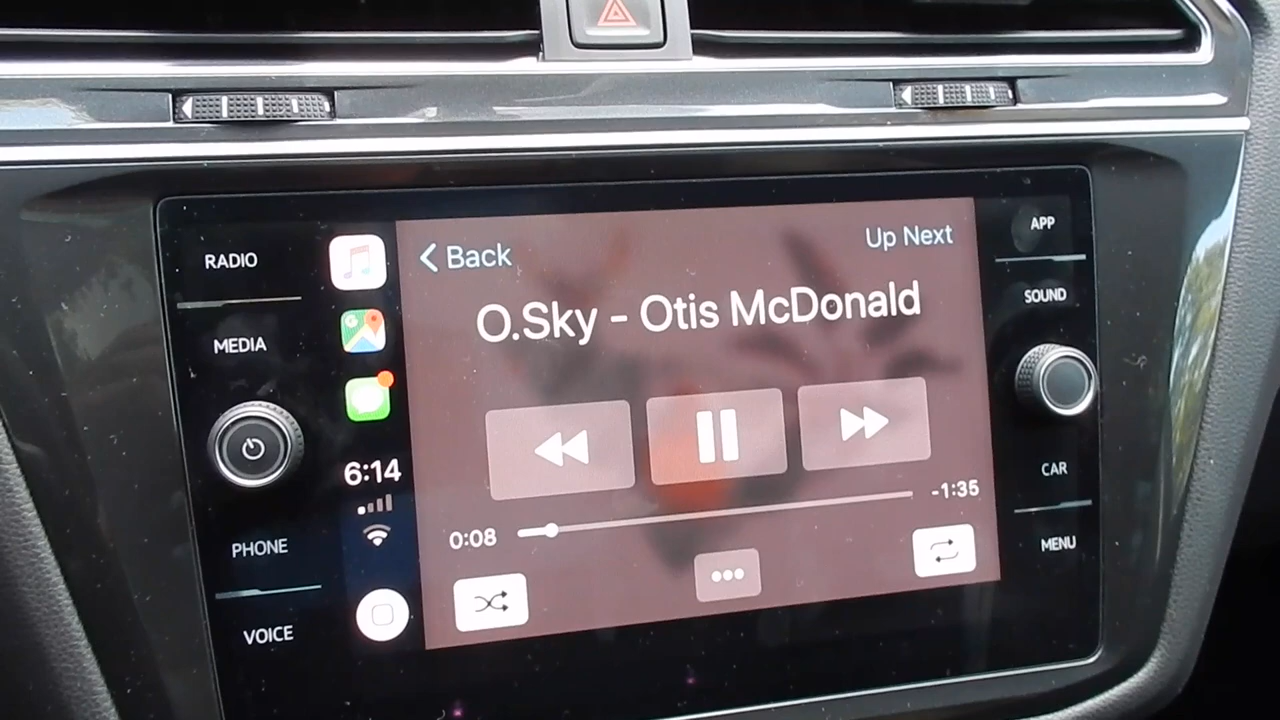 RADIO
MEDIA
PHONE
VOICE
6:14
Back
Up Next
O.Sky - Otis McDonald
0:08
-1:35
APP
SOUND
CAR
MENU